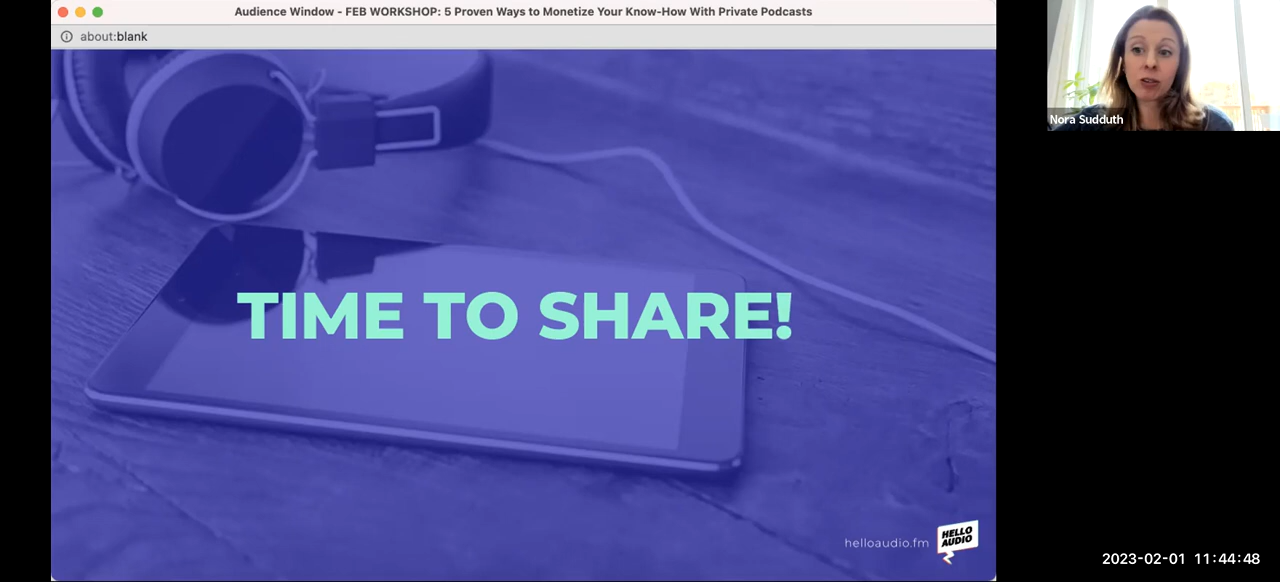 Audience Window - FEB WORKSHOP: 5 Proven Ways to Monetize Your Know-How With Private Podcasts
about:blank
Nora Sudduth
TIME TO SHARE!
helloaudio.fm
HELLO
AUDIO
2023-02-01 11:44:48